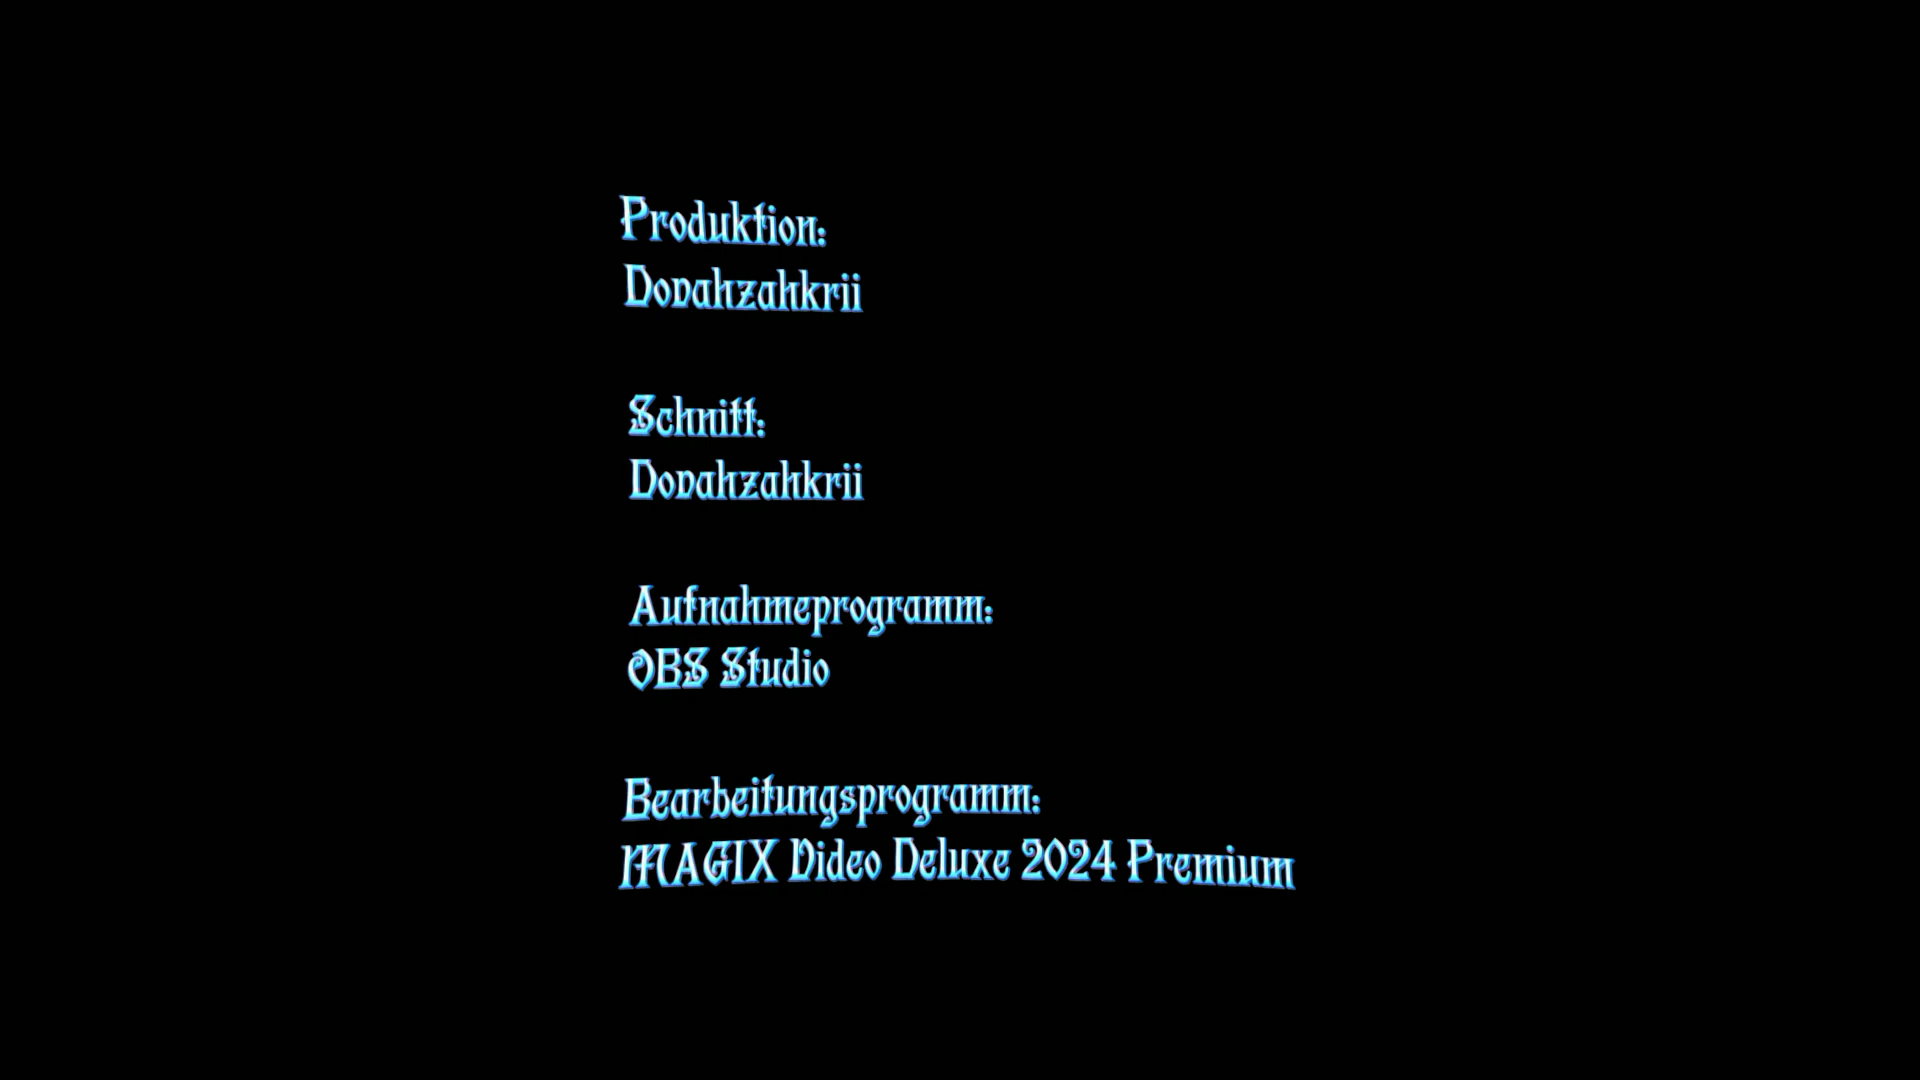 Produktion:
Dovahzahkrii
Schnitt:
Dovahzahkrii
Aufnahmeprogramm:
OBS Studio
Bearbeitungsprogramm:
MAGIX Video Deluxe 2024 Premium